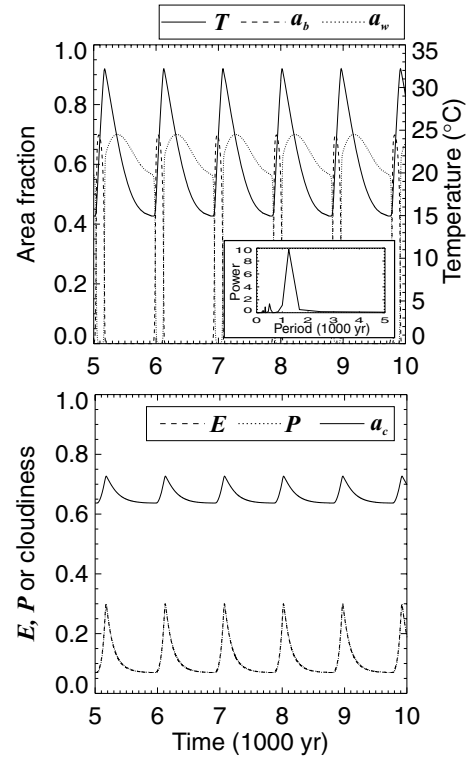 T a_b a_w
1.0 35
30
0.8
25
0.6
20
15
0.4
10
0.2
5
0.0 0
Area fraction
Temperature (°C)
10
8
6
4
2
0
Power
0 1 2 3 4 5
Period (1000 yr)
5 6 7 8 9 10
E P a_c
1.0
0.8
0.6
0.4
0.2
0.0
E, P or cloudiness
5 6 7 8 9 10
Time (1000 yr)